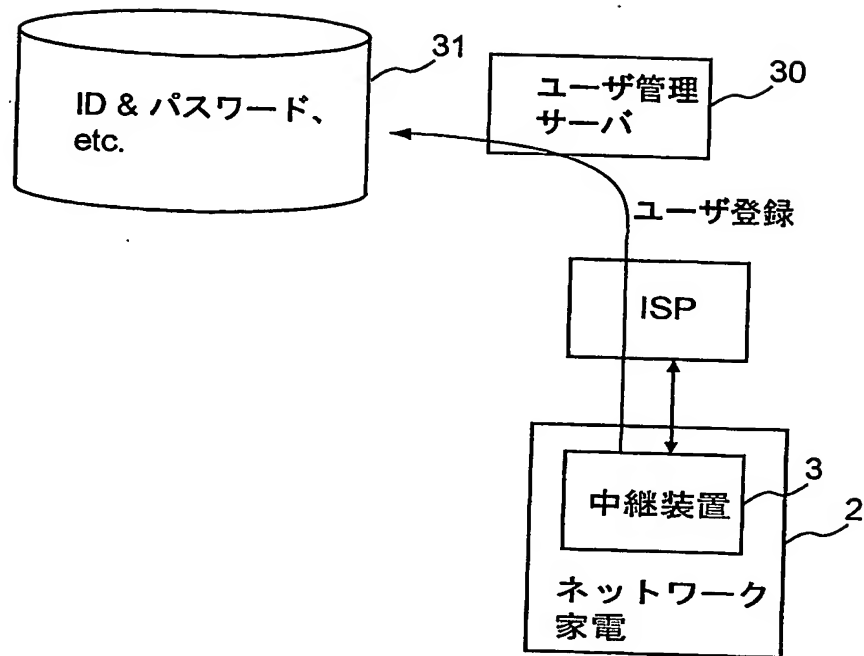 31
ID & パスワード、
etc.
ユーザ管理
サーバ
30
ユーザ登録
ISP
中継装置
3
2
ネットワーク
家電